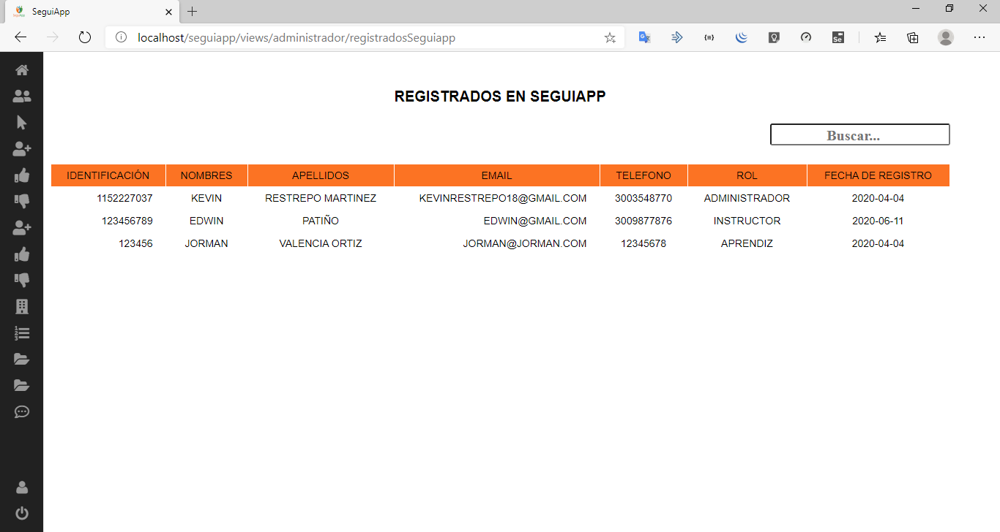 SeguiApp
localhost/seguiapp/views/administrador/registradosSeguiapp
REGISTRADOS EN SEGUIAPP
Buscar...
IDENTIFICACIÓN NOMBRES APELLIDOS EMAIL TELEFONO ROL FECHA DE REGISTRO
1152227037 KEVIN RESTREPO MARTINEZ KEVINRESTREPO18@GMAIL.COM 3003548770 ADMINISTRADOR 2020-04-04
123456789 EDWIN PATIÑO EDWIN@GMAIL.COM 3009877876 INSTRUCTOR 2020-06-11
123456 JORMAN VALENCIA ORTIZ JORMAN@JORMAN.COM 12345678 APRENDIZ 2020-04-04